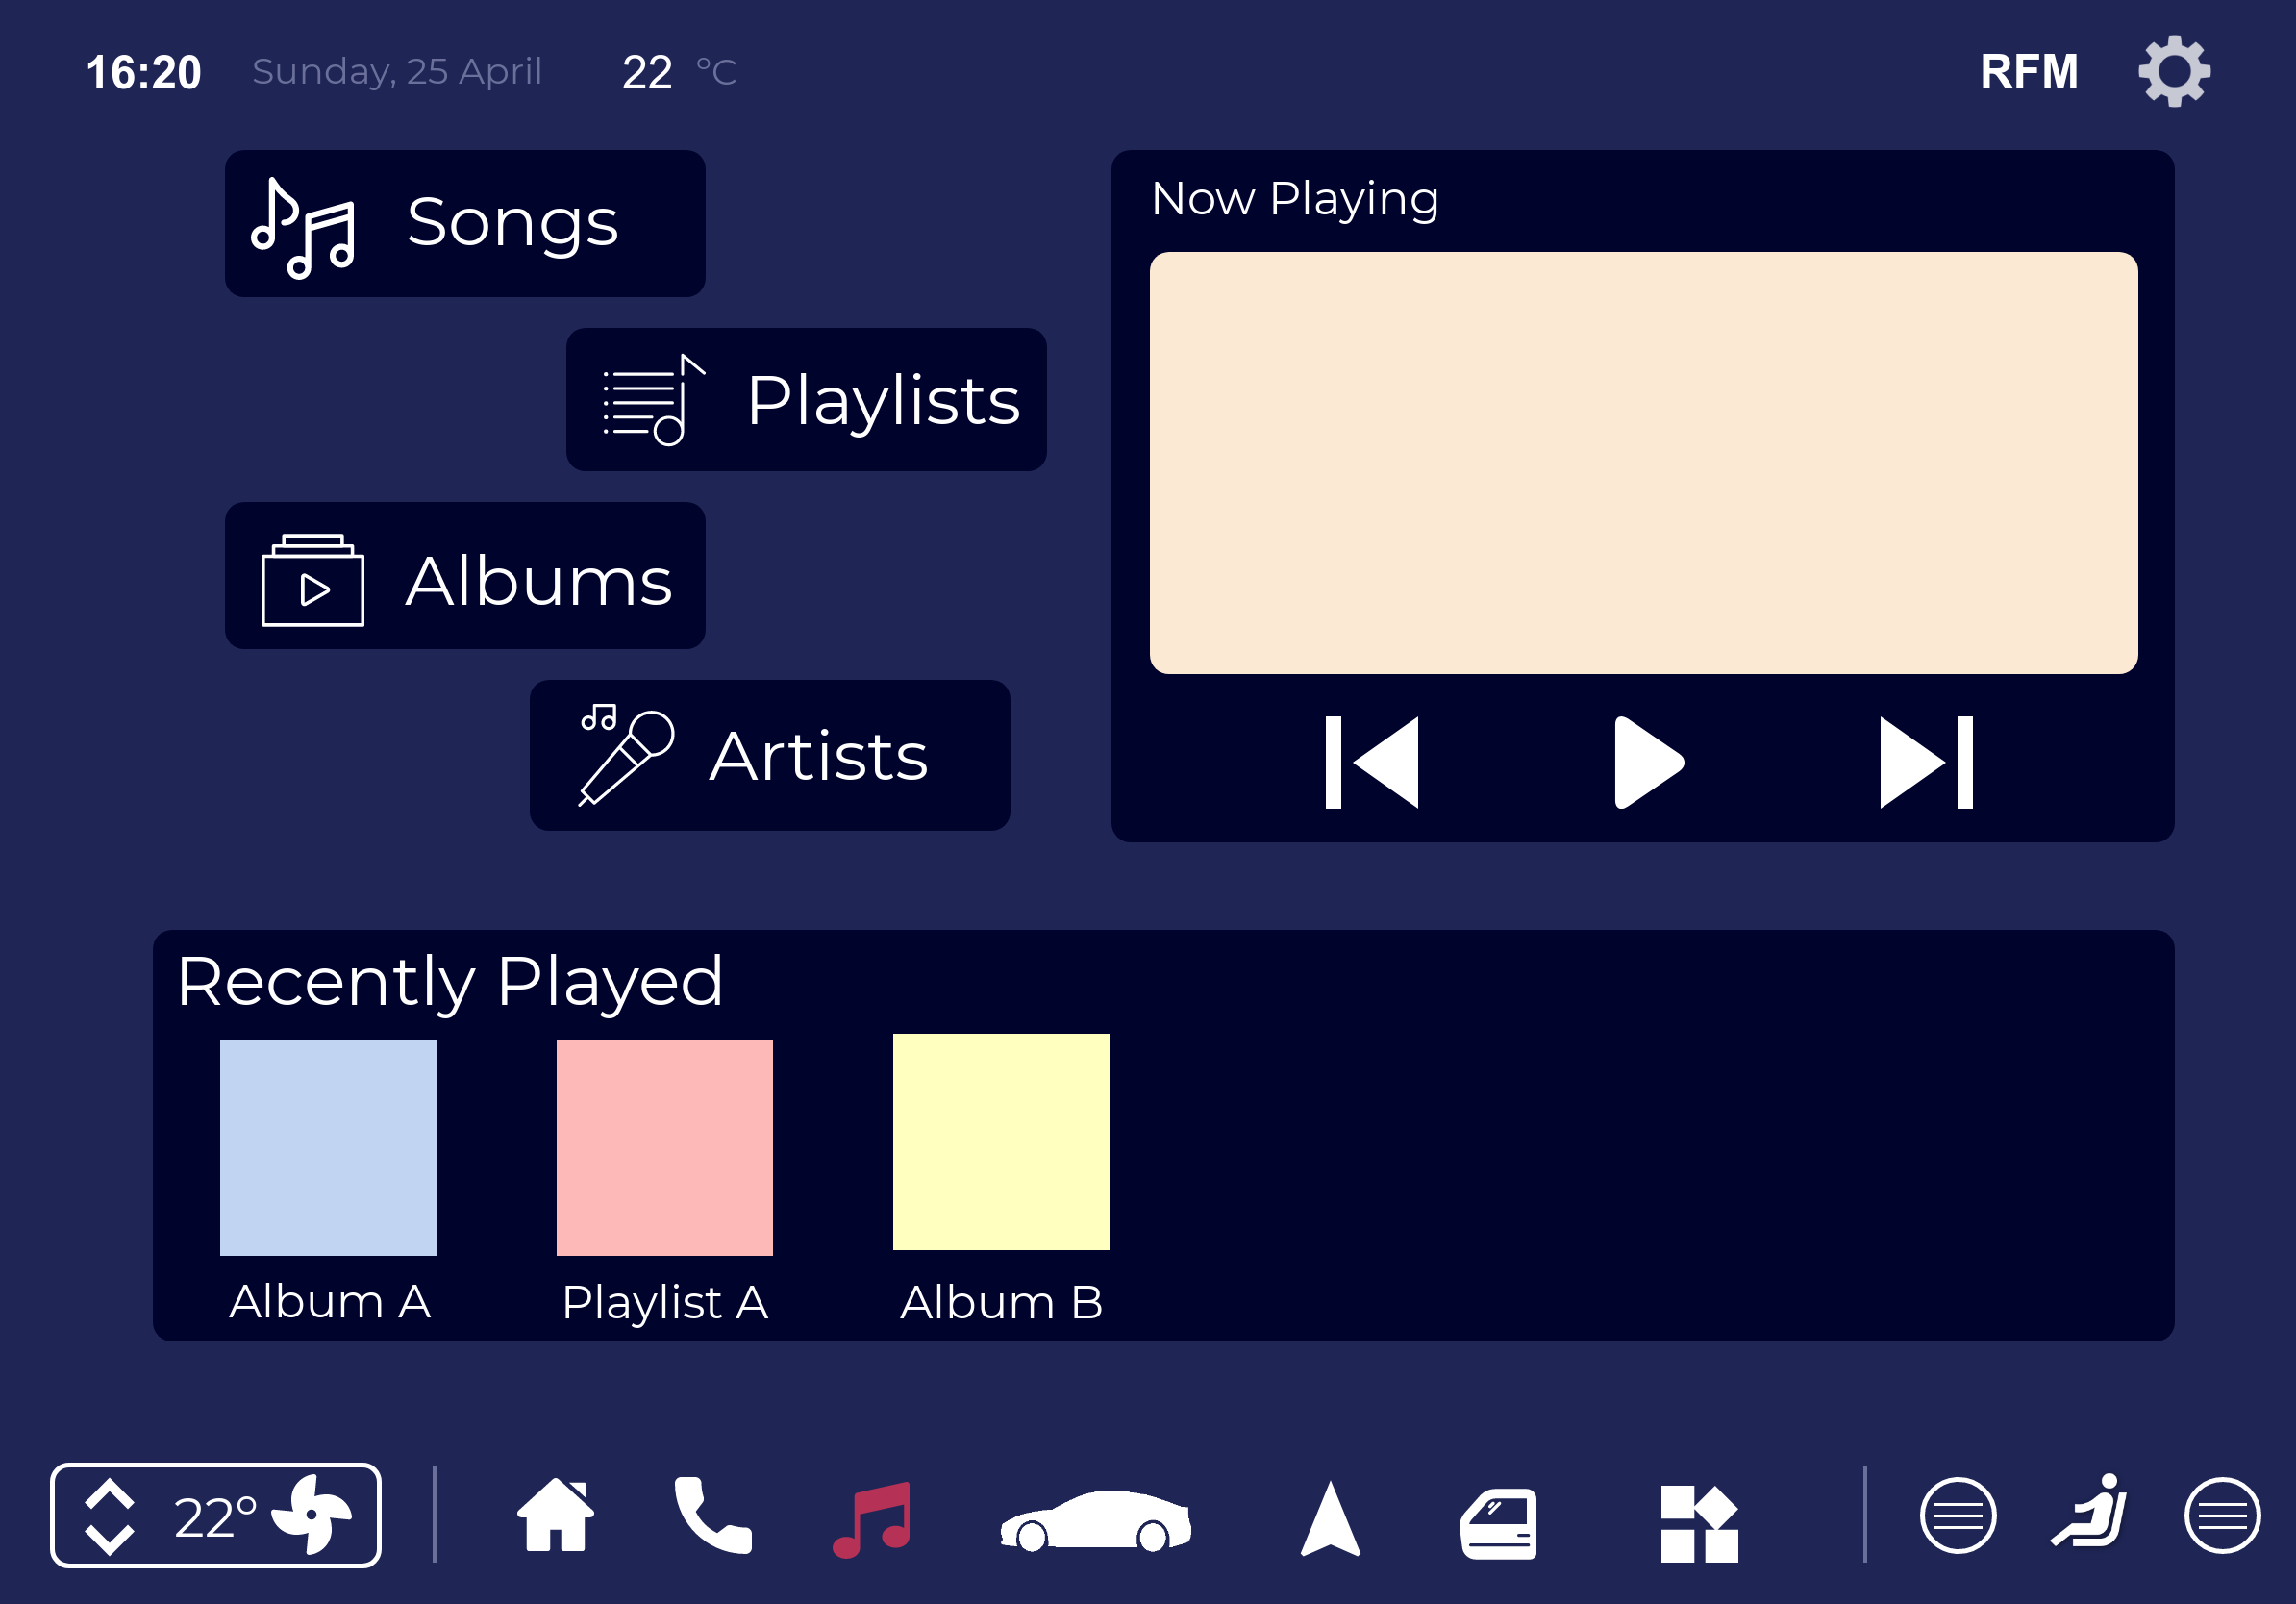 16:20 Sunday, 25 April 22 °C RFM
Songs
Playlists
Albums
Artists
Now Playing
Recently Played
Album A
Playlist A
Album B
22°